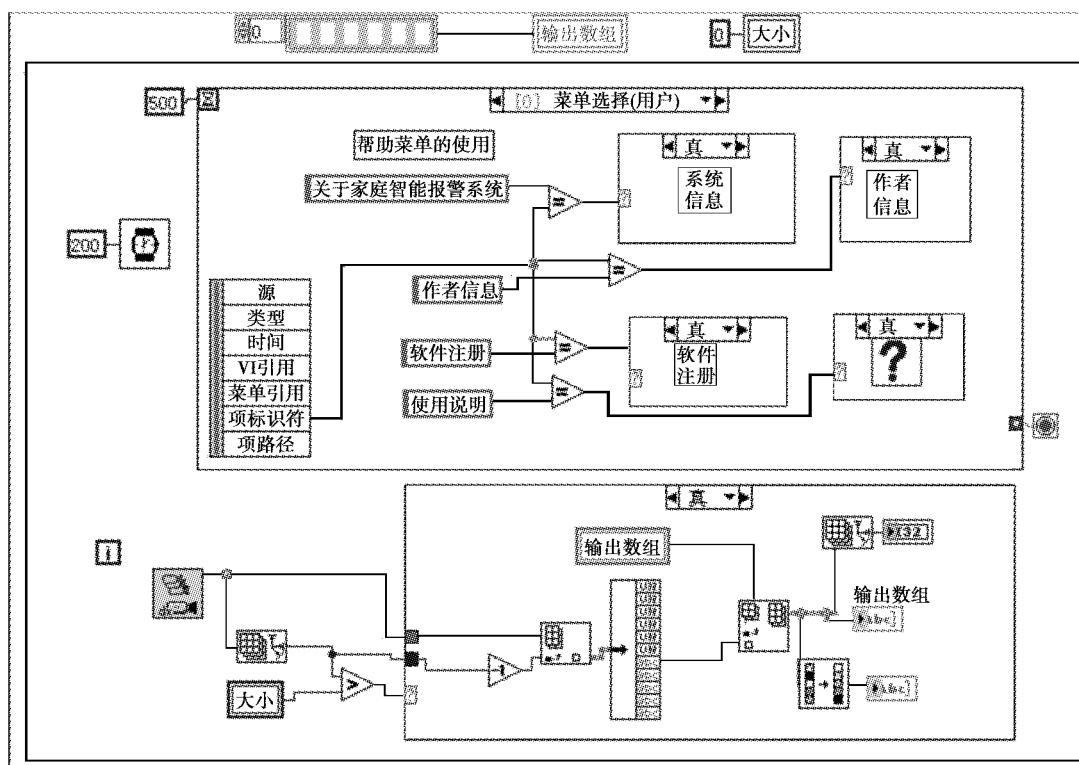 0
输出数组
0
大小
500
[0] 菜单选择(用户)
帮助菜单的使用
真
系统
信息
真
作者
信息
关于家庭智能报警系统
=
?
?
200
=
作者信息
源
类型
时间
VI引用
菜单引用
项标识符
项路径
软件注册
=
真
软件
注册
?
真
?
?
使用说明
=
真
i
输出数组
I32
输出数组
abc
abc
大小
>
?
-1